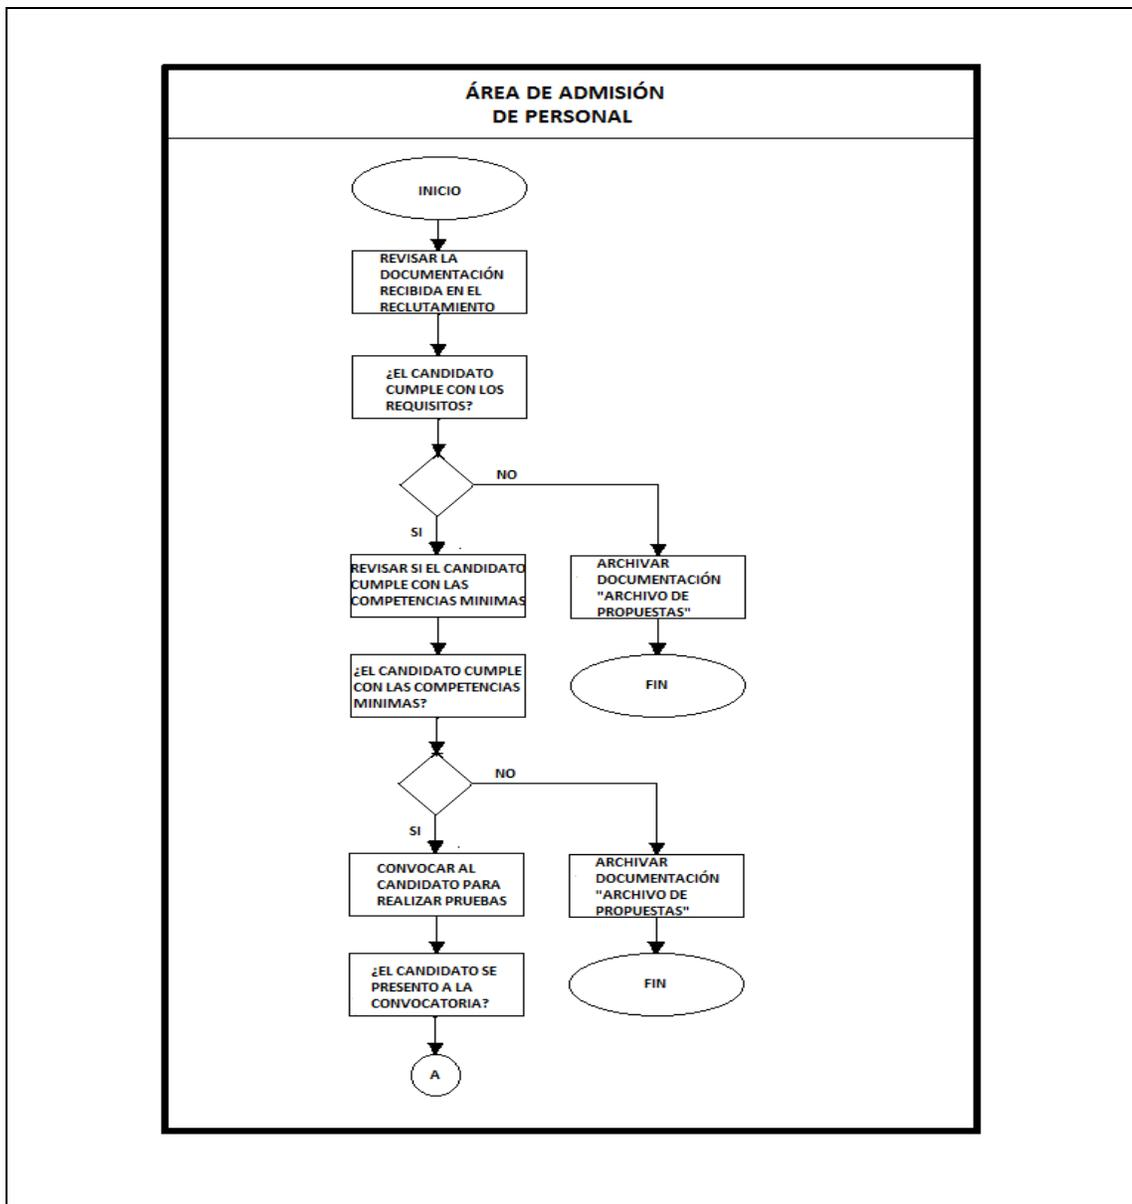 ÁREA DE ADMISIÓN
DE PERSONAL
INICIO
REVISAR LA
DOCUMENTACIÓN
RECIBIDA EN EL
RECLUTAMIENTO
¿EL CANDIDATO
CUMPLE CON LOS
REQUISITOS?
NO
SI
REVISAR SI EL CANDIDATO
CUMPLE CON LAS
COMPETENCIAS MINIMAS
ARCHIVAR
DOCUMENTACIÓN
"ARCHIVO DE
PROPUESTAS"
¿EL CANDIDATO CUMPLE
CON LAS COMPETENCIAS
MINIMAS?
FIN
NO
SI
CONVOCAR AL
CANDIDATO PARA
REALIZAR PRUEBAS
ARCHIVAR
DOCUMENTACIÓN
"ARCHIVO DE
PROPUESTAS"
¿EL CANDIDATO SE
PRESENTO A LA
CONVOCATORIA?
FIN
A